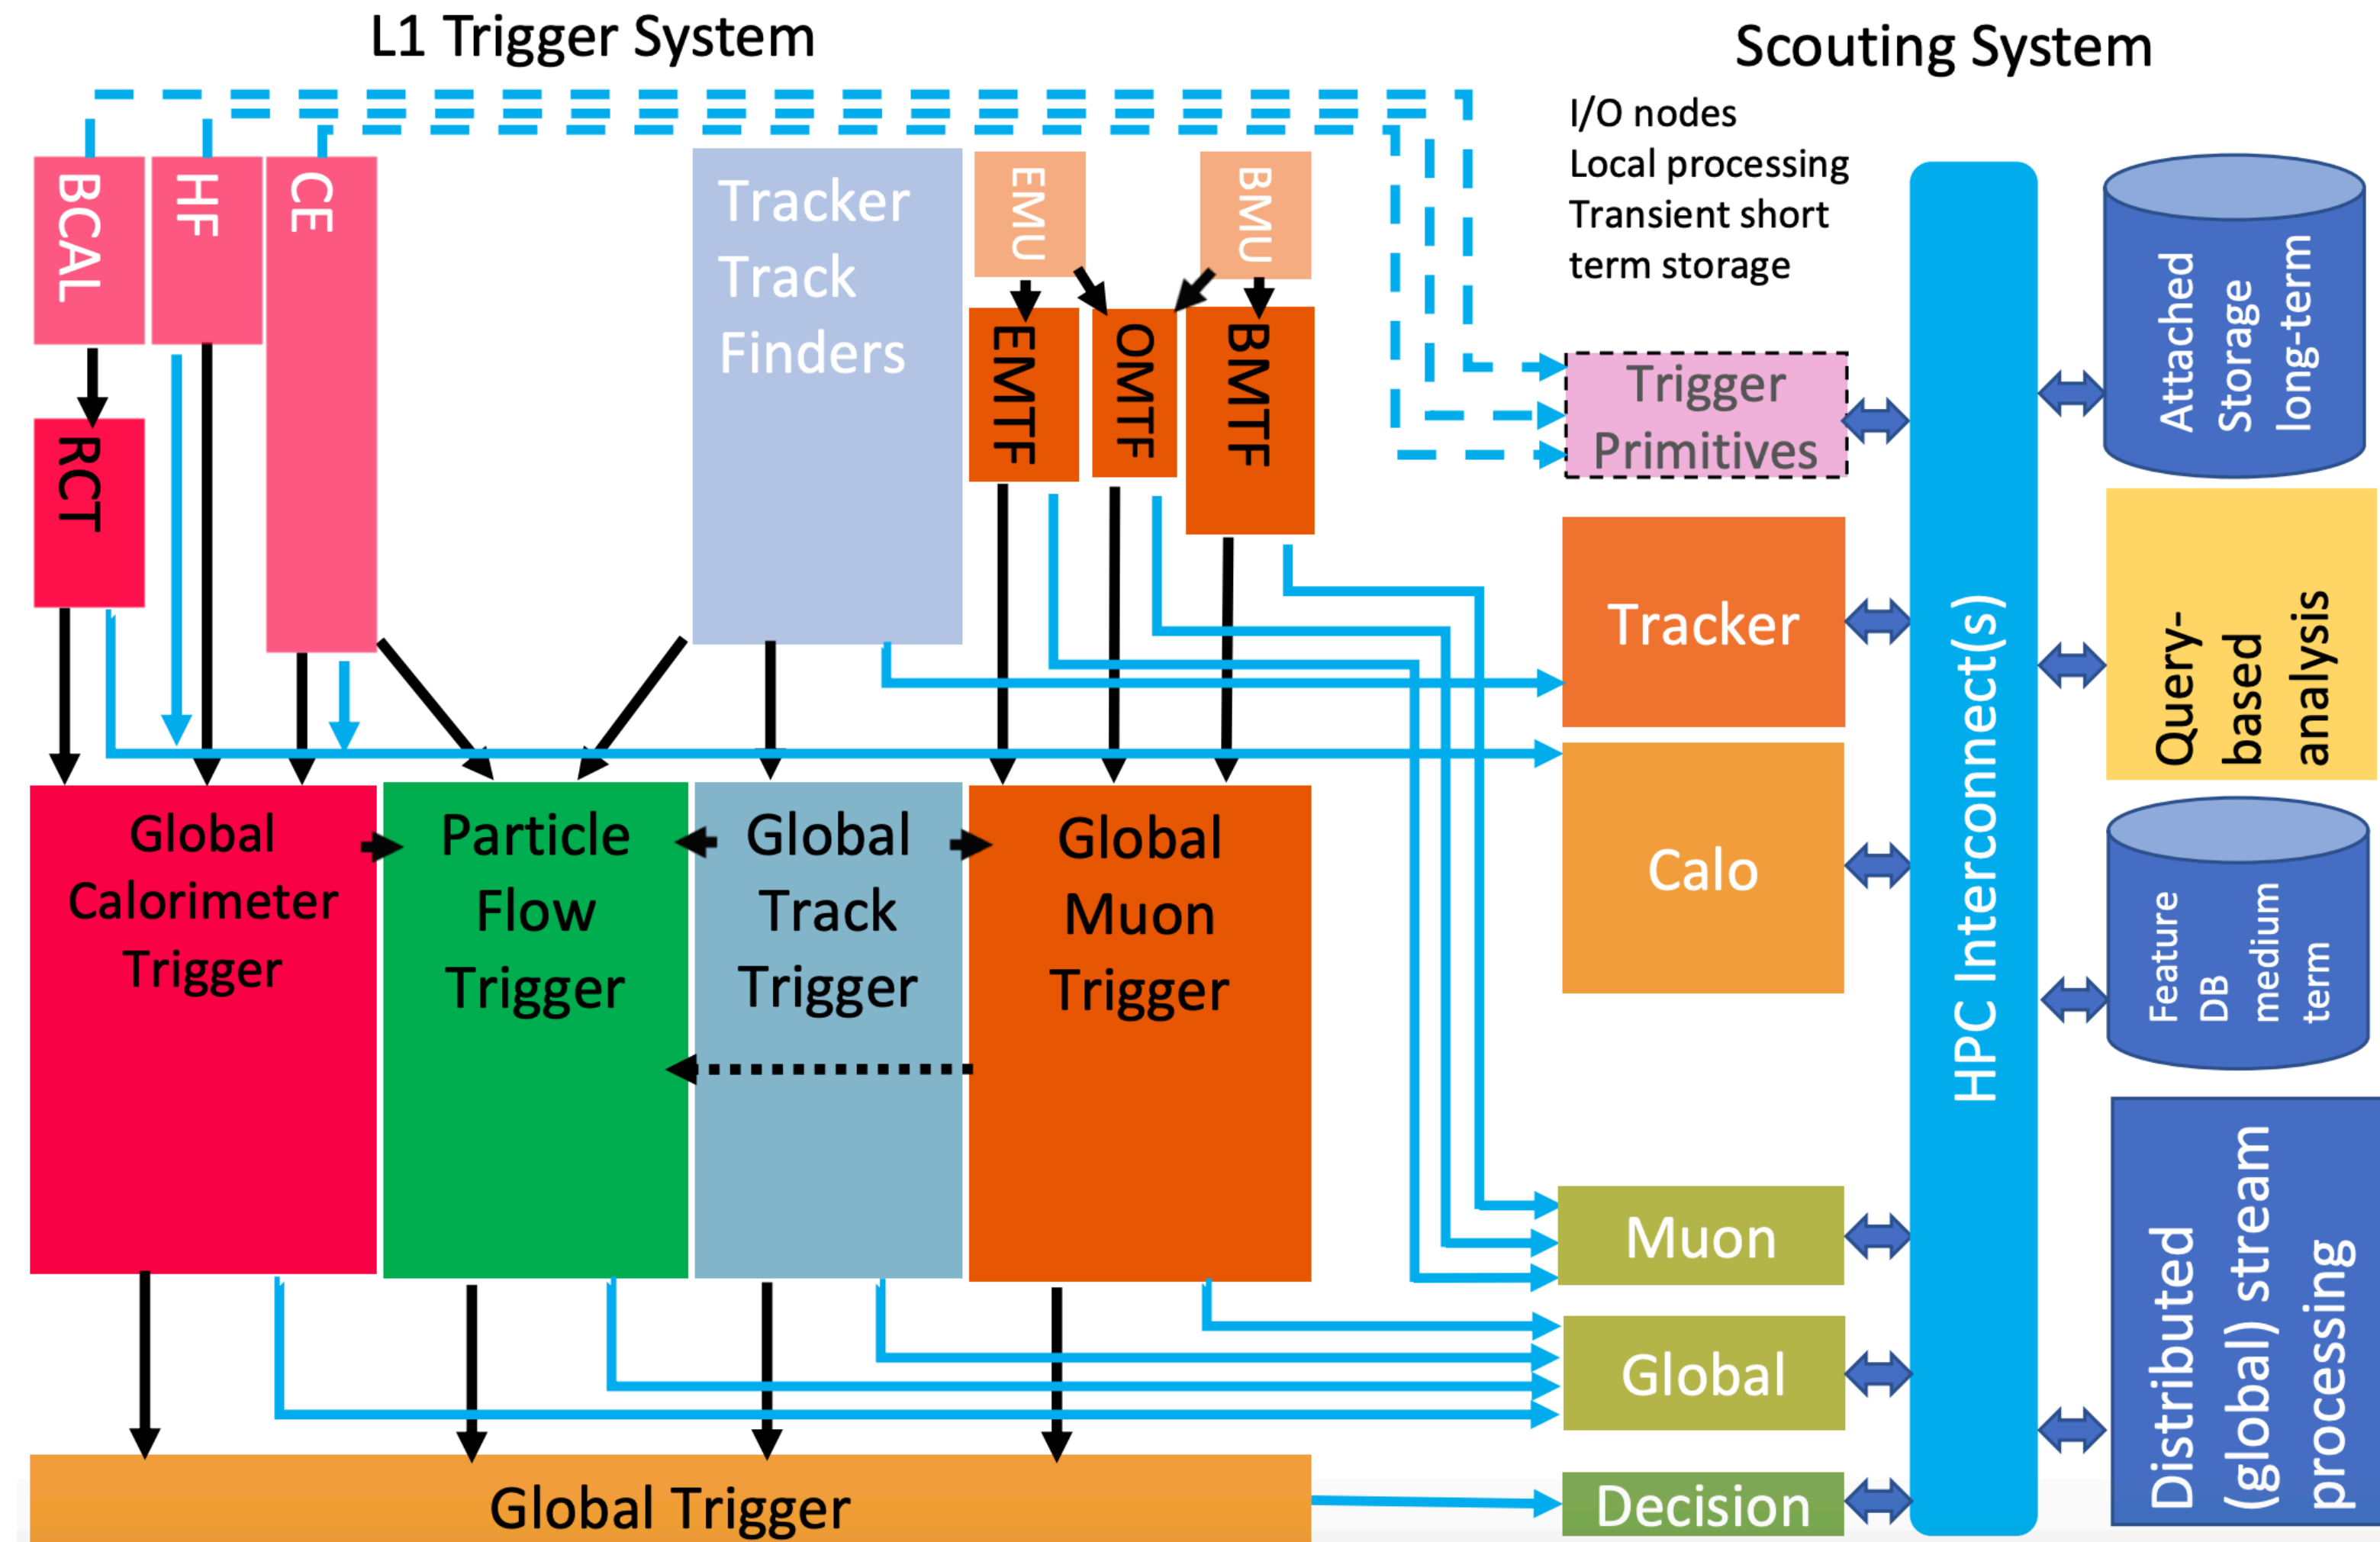 L1 Trigger System
Scouting System
I/O nodes
Local processing
Transient short
term storage
BCAL
HF
CE
Tracker
Track
Finders
EMU
BMU
EMTF
OMTF
BMTF
RCT
Trigger
Primitives
Tracker
Calo
Muon
Global
Decision
HPC Interconnect(s)
Attached
Storage
long-term
Query-
based
analysis
Feature
DB
medium
term
Distributed
(global) stream
processing
Global
Calorimeter
Trigger
Particle
Flow
Trigger
Global
Track
Trigger
Global
Muon
Trigger
Global Trigger